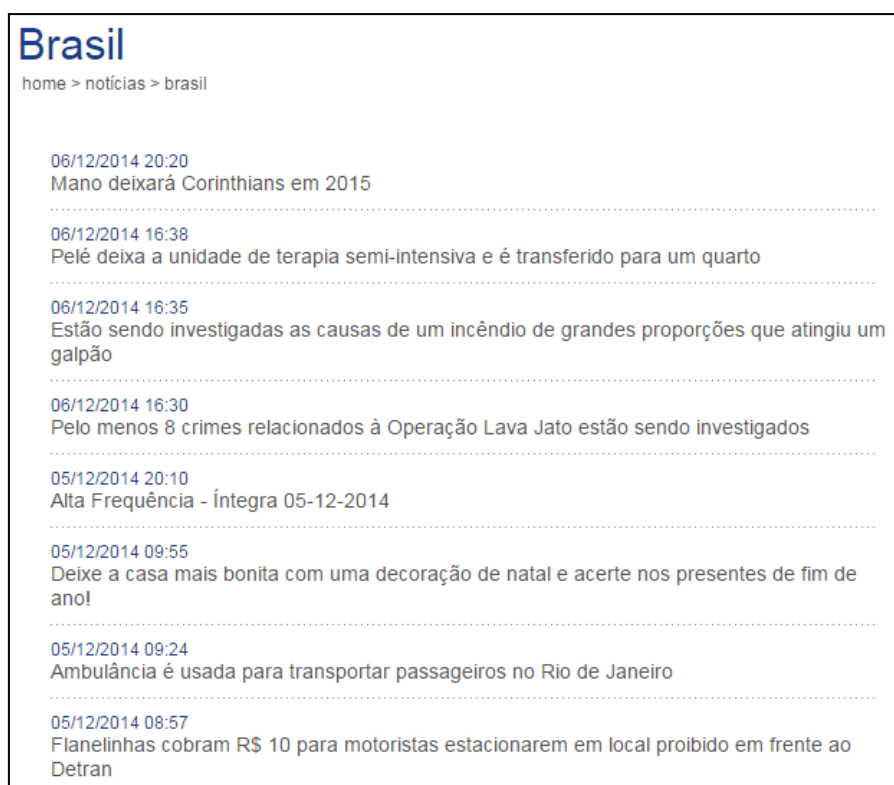 Brasil
home > notícias > brasil
06/12/2014 20:20
Mano deixará Corinthians em 2015
06/12/2014 16:38
Pelé deixa a unidade de terapia semi-intensiva e é transferido para um quarto
06/12/2014 16:35
Estão sendo investigadas as causas de um incêndio de grandes proporções que atingiu um
galpão
06/12/2014 16:30
Pelo menos 8 crimes relacionados à Operação Lava Jato estão sendo investigados
05/12/2014 20:10
Alta Frequência - Íntegra 05-12-2014
05/12/2014 09:55
Deixe a casa mais bonita com uma decoração de natal e acerte nos presentes de fim de
ano!
05/12/2014 09:24
Ambulância é usada para transportar passageiros no Rio de Janeiro
05/12/2014 08:57
Flanelinhas cobram R$ 10 para motoristas estacionarem em local proibido em frente ao
Detran